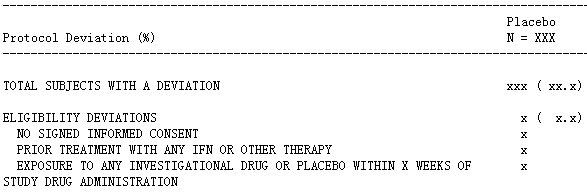 Placebo
Protocol Deviation (%) N = XXX
TOTAL SUBJECTS WITH A DEVIATION xxx ( xx.x)
ELIGIBILITY DEVIATIONS x ( x.x)
NO SIGNED INFORMED CONSENT x
PRIOR TREATMENT WITH ANY IFN OR OTHER THERAPY x
EXPOSURE TO ANY INVESTIGATIONAL DRUG OR PLACEBO WITHIN X WEEKS OF x
STUDY DRUG ADMINISTRATION